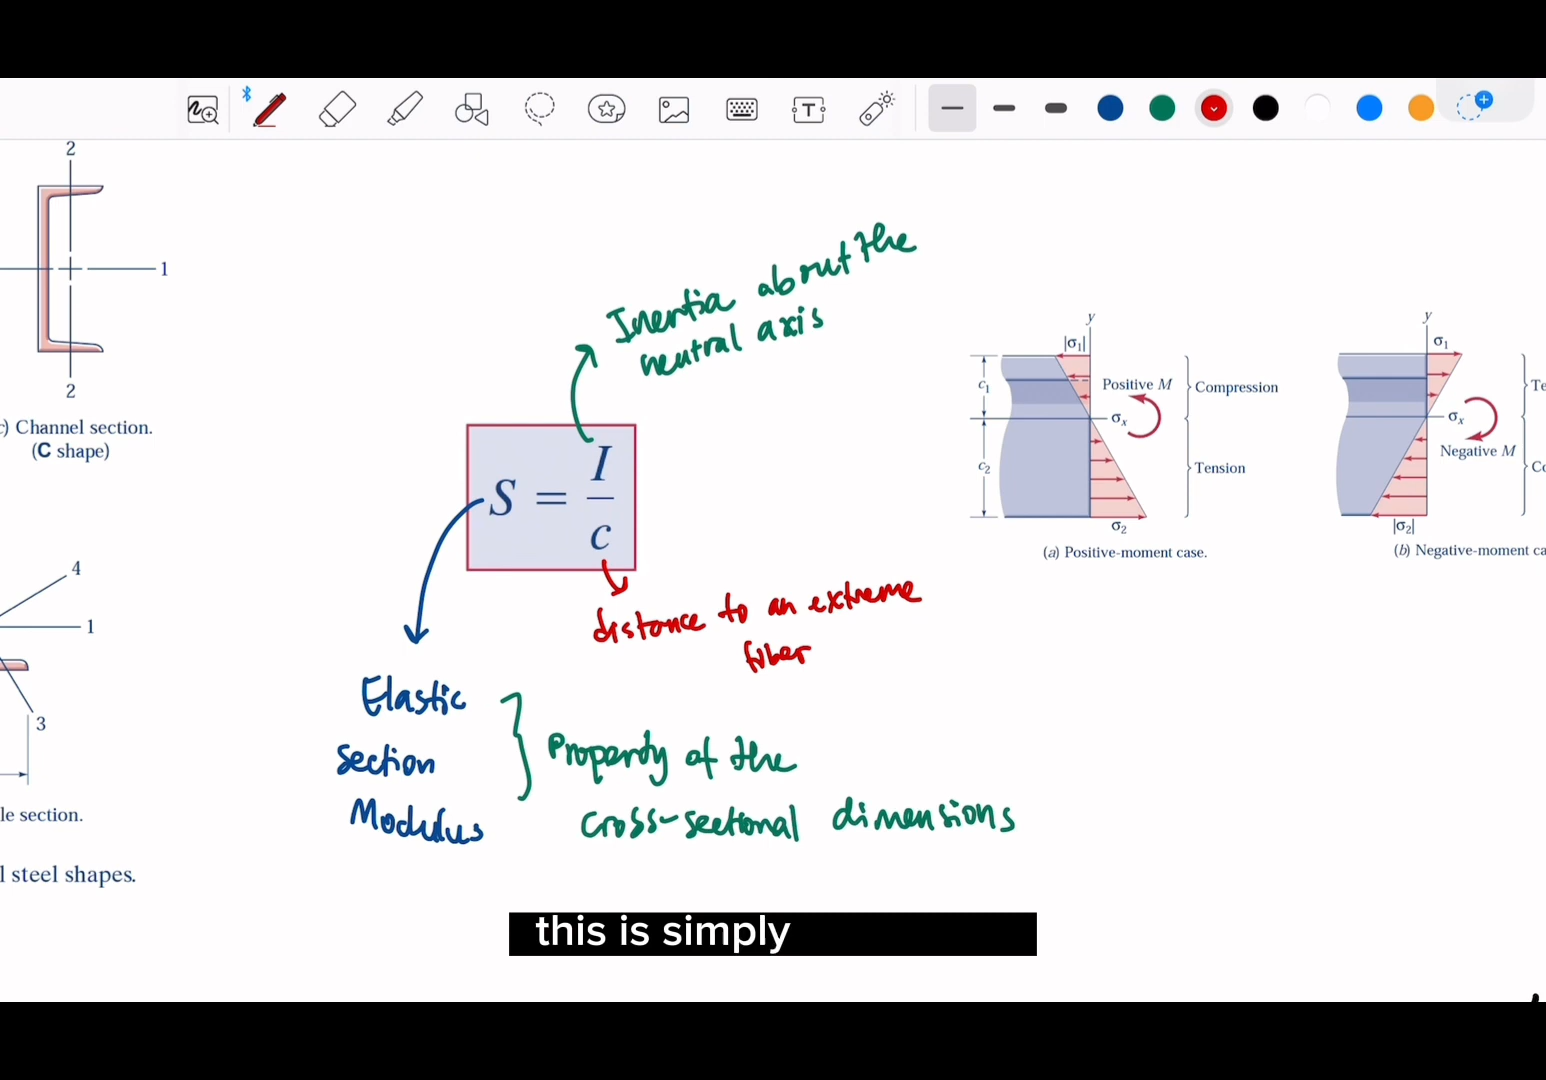 2
1
2
c) Channel section.
(C shape)
4
1
3
le section.
l steel shapes.
Inertia about the
neutral axis
S = I
c
distance to an extreme
fiber
Elastic
section
Modulus
Property of the
cross-sectional dimensions
y
|σ1|
c1
Positive M
Compression
σx
c2
Tension
σ2
(a) Positive-moment case.
y
σ1
Te
σx
Negative M
Co
|σ2|
(b) Negative-moment ca
T
this is simply